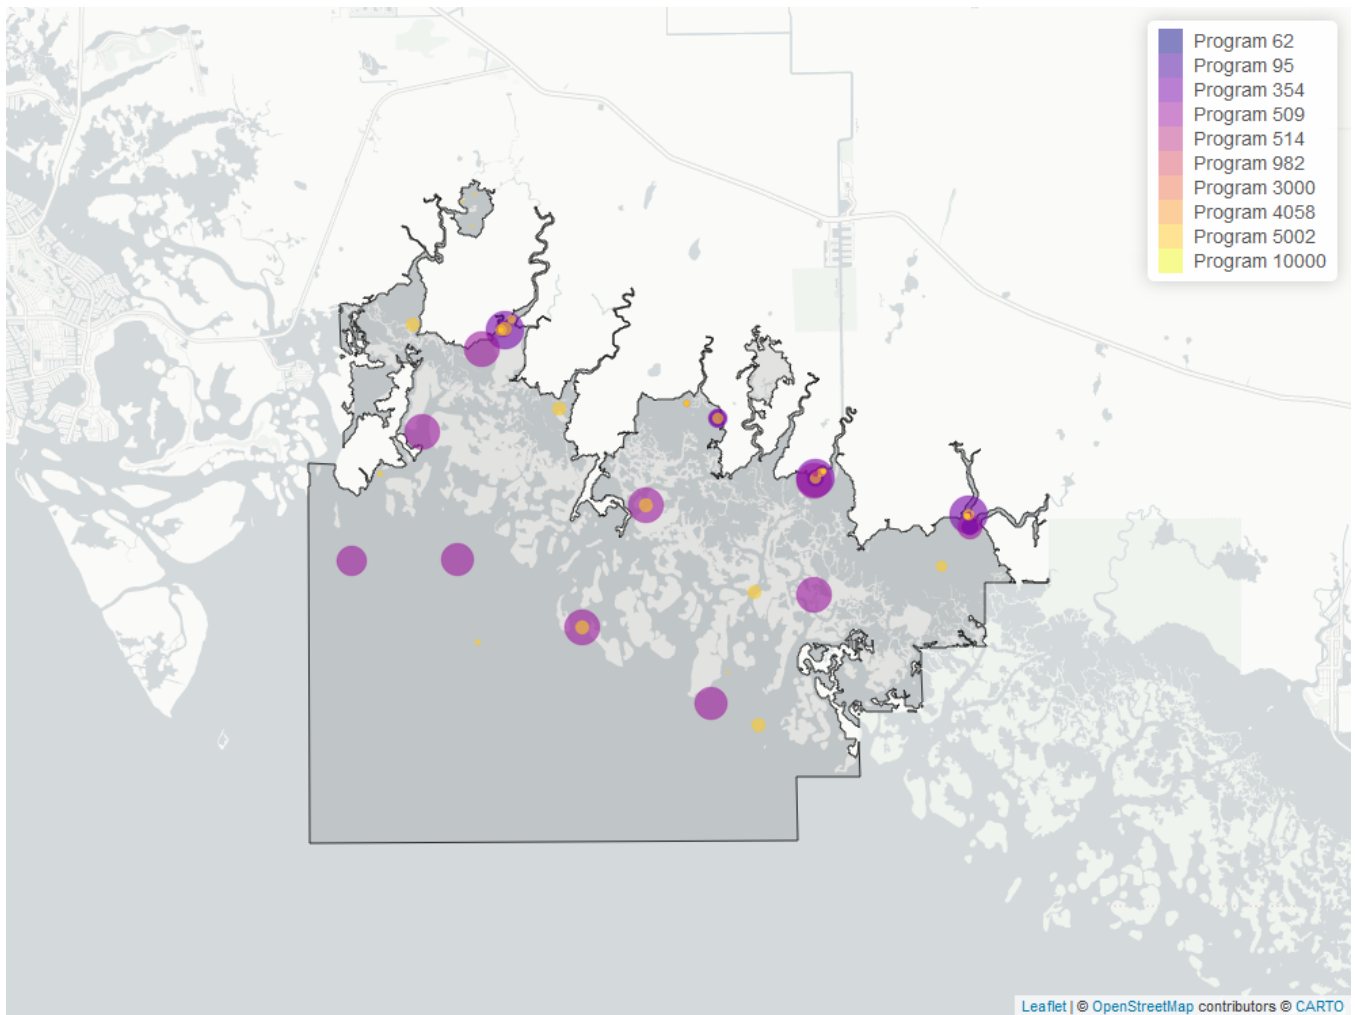 Program 62
Program 95
Program 354
Program 509
Program 514
Program 982
Program 3000
Program 4058
Program 5002
Program 10000
Leaflet | © OpenStreetMap contributors © CARTO